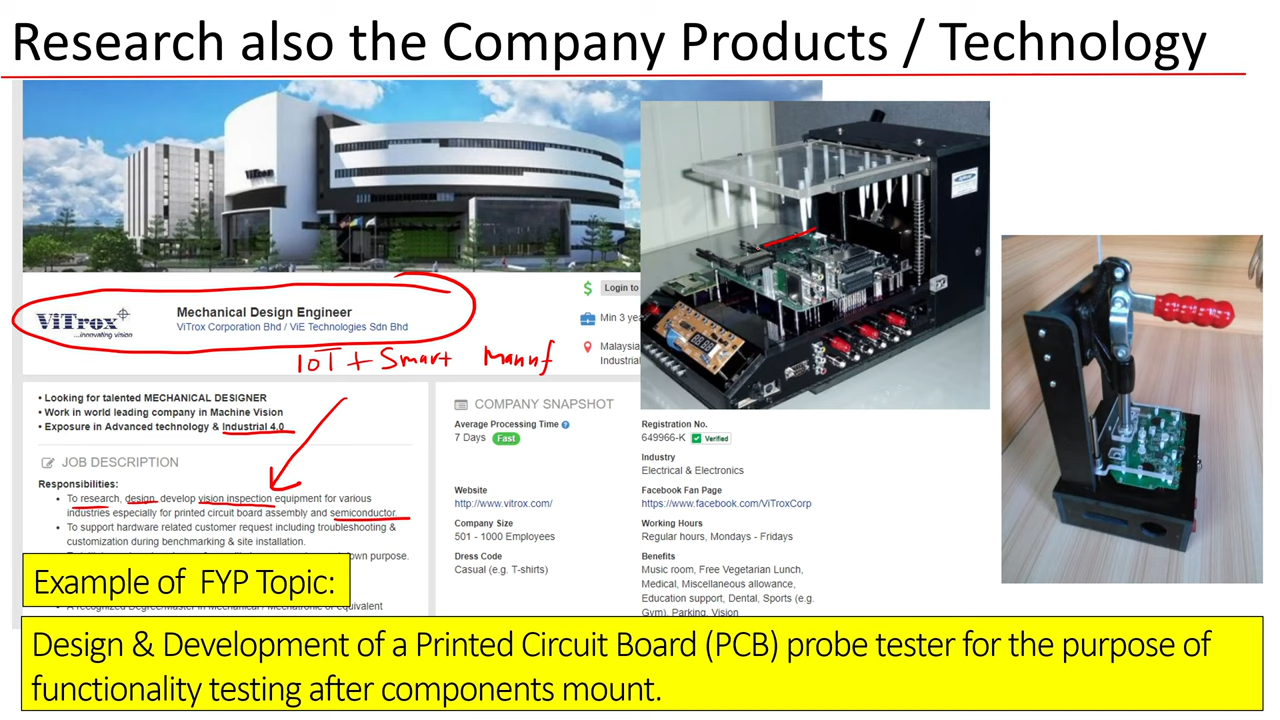 Research also the Company Products / Technology
ViTrox
ViTrox
...innovating vision
Mechanical Design Engineer
ViTrox Corporation Bhd / ViE Technologies Sdn Bhd
IoT + Smart Manuf
Login to
Min 3 yea
Malaysia
Industrial
• Looking for talented MECHANICAL DESIGNER
• Work in world leading company in Machine Vision
• Exposure in Advanced technology & Industrial 4.0
JOB DESCRIPTION
Responsibilities:
• To research, design, develop vision inspection equipment for various
industries especially for printed circuit board assembly and semiconductor.
• To support hardware related customer request including troubleshooting &
customization during benchmarking & site installation.
down purpose.
A recognized Degree/Master in Mechanical / Mechatronic or equivalent
COMPANY SNAPSHOT
Average Processing Time
7 Days Fast
Registration No.
649966-K Verified
Industry
Electrical & Electronics
Website
http://www.vitrox.com/
Facebook Fan Page
https://www.facebook.com/ViTroxCorp
Company Size
501 - 1000 Employees
Working Hours
Regular hours, Mondays - Fridays
Dress Code
Casual (e.g. T-shirts)
Benefits
Music room, Free Vegetarian Lunch,
Medical, Miscellaneous allowance,
Education support, Dental, Sports (e.g.
Gym), Parking, Vision
Example of FYP Topic:
Design & Development of a Printed Circuit Board (PCB) probe tester for the purpose of
functionality testing after components mount.